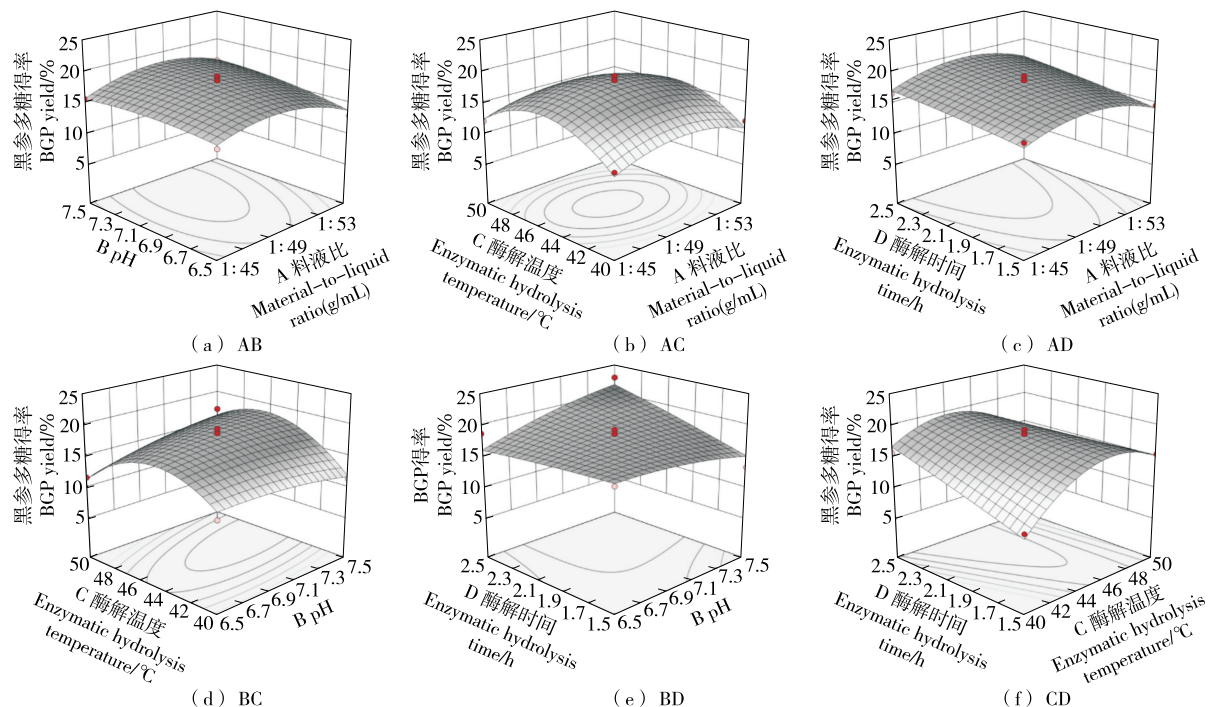 黑参多糖得率
BGP yield/%
25
20
15
10
5
7.5
7.3
7.1
6.9
6.7
6.5
B pH
1:45
1:49
1:53
A 料液比
Material-to-liquid
ratio(g/mL)
(a) AB
黑参多糖得率
BGP yield/%
25
20
15
10
5
50
48
46
44
42
40
C 酶解温度
Enzymatic hydrolysis
temperature/℃
1:45
1:49
1:53
A 料液比
Material-to-liquid
ratio(g/mL)
(b) AC
黑参多糖得率
BGP yield/%
25
20
15
10
5
2.5
2.3
2.1
1.9
1.7
1.5
D 酶解时间
Enzymatic hydrolysis
time/h
1:45
1:49
1:53
A 料液比
Material-to-liquid
ratio(g/mL)
(c) AD
黑参多糖得率
BGP yield/%
25
20
15
10
5
50
48
46
44
42
40
C 酶解温度
Enzymatic hydrolysis
temperature/℃
6.5
6.7
6.9
7.1
7.3
7.5
B pH
(d) BC
BGP得率
BGP yield/%
25
20
15
10
5
2.5
2.3
2.1
1.9
1.7
1.5
D 酶解时间
Enzymatic hydrolysis
time/h
6.5
6.7
6.9
7.1
7.3
7.5
B pH
(e) BD
黑参多糖得率
BGP yield/%
25
20
15
10
5
2.5
2.3
2.1
1.9
1.7
1.5
D 酶解时间
Enzymatic hydrolysis
time/h
40
42
44
46
48
50
C 酶解温度
Enzymatic hydrolysis
temperature/℃
(f) CD